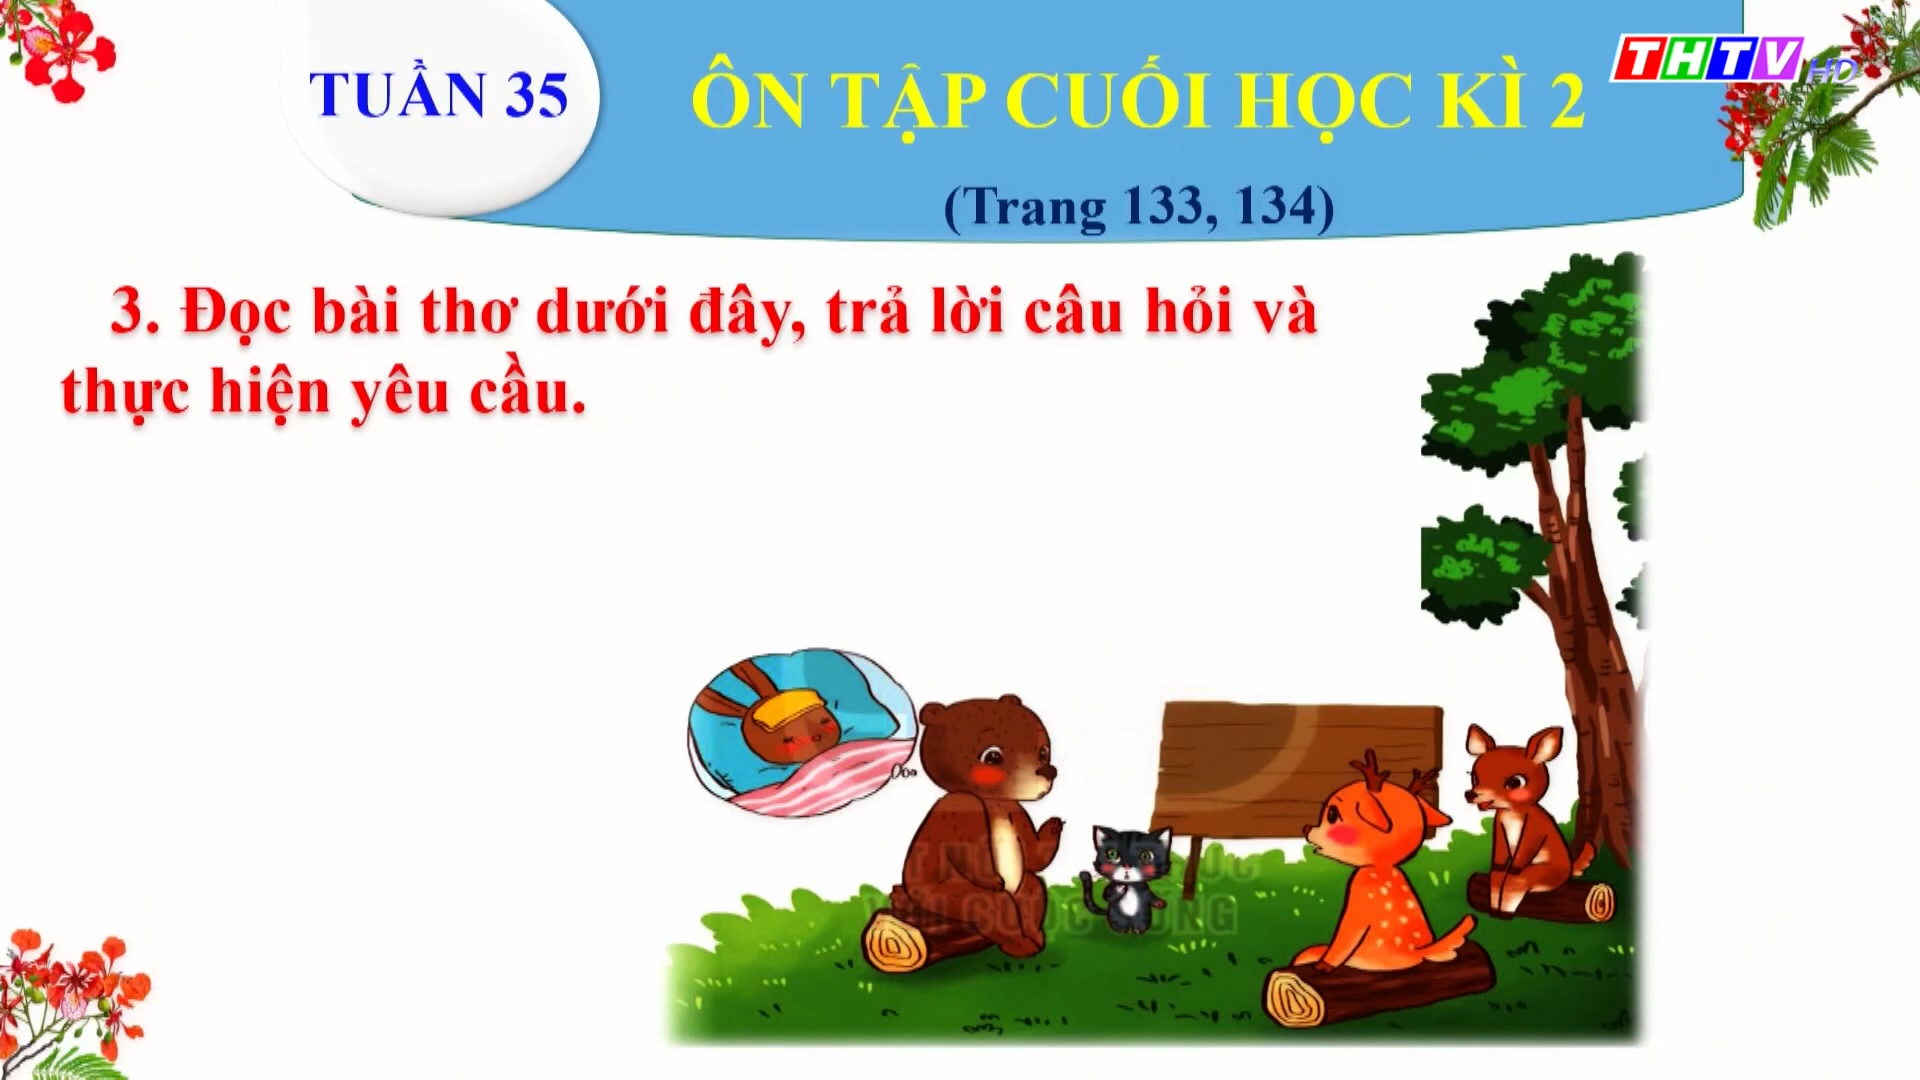 TUẦN 35
ÔN TẬP CUỐI HỌC KÌ 2
THTV HD
(Trang 133, 134)
3. Đọc bài thơ dưới đây, trả lời câu hỏi và
thực hiện yêu cầu.